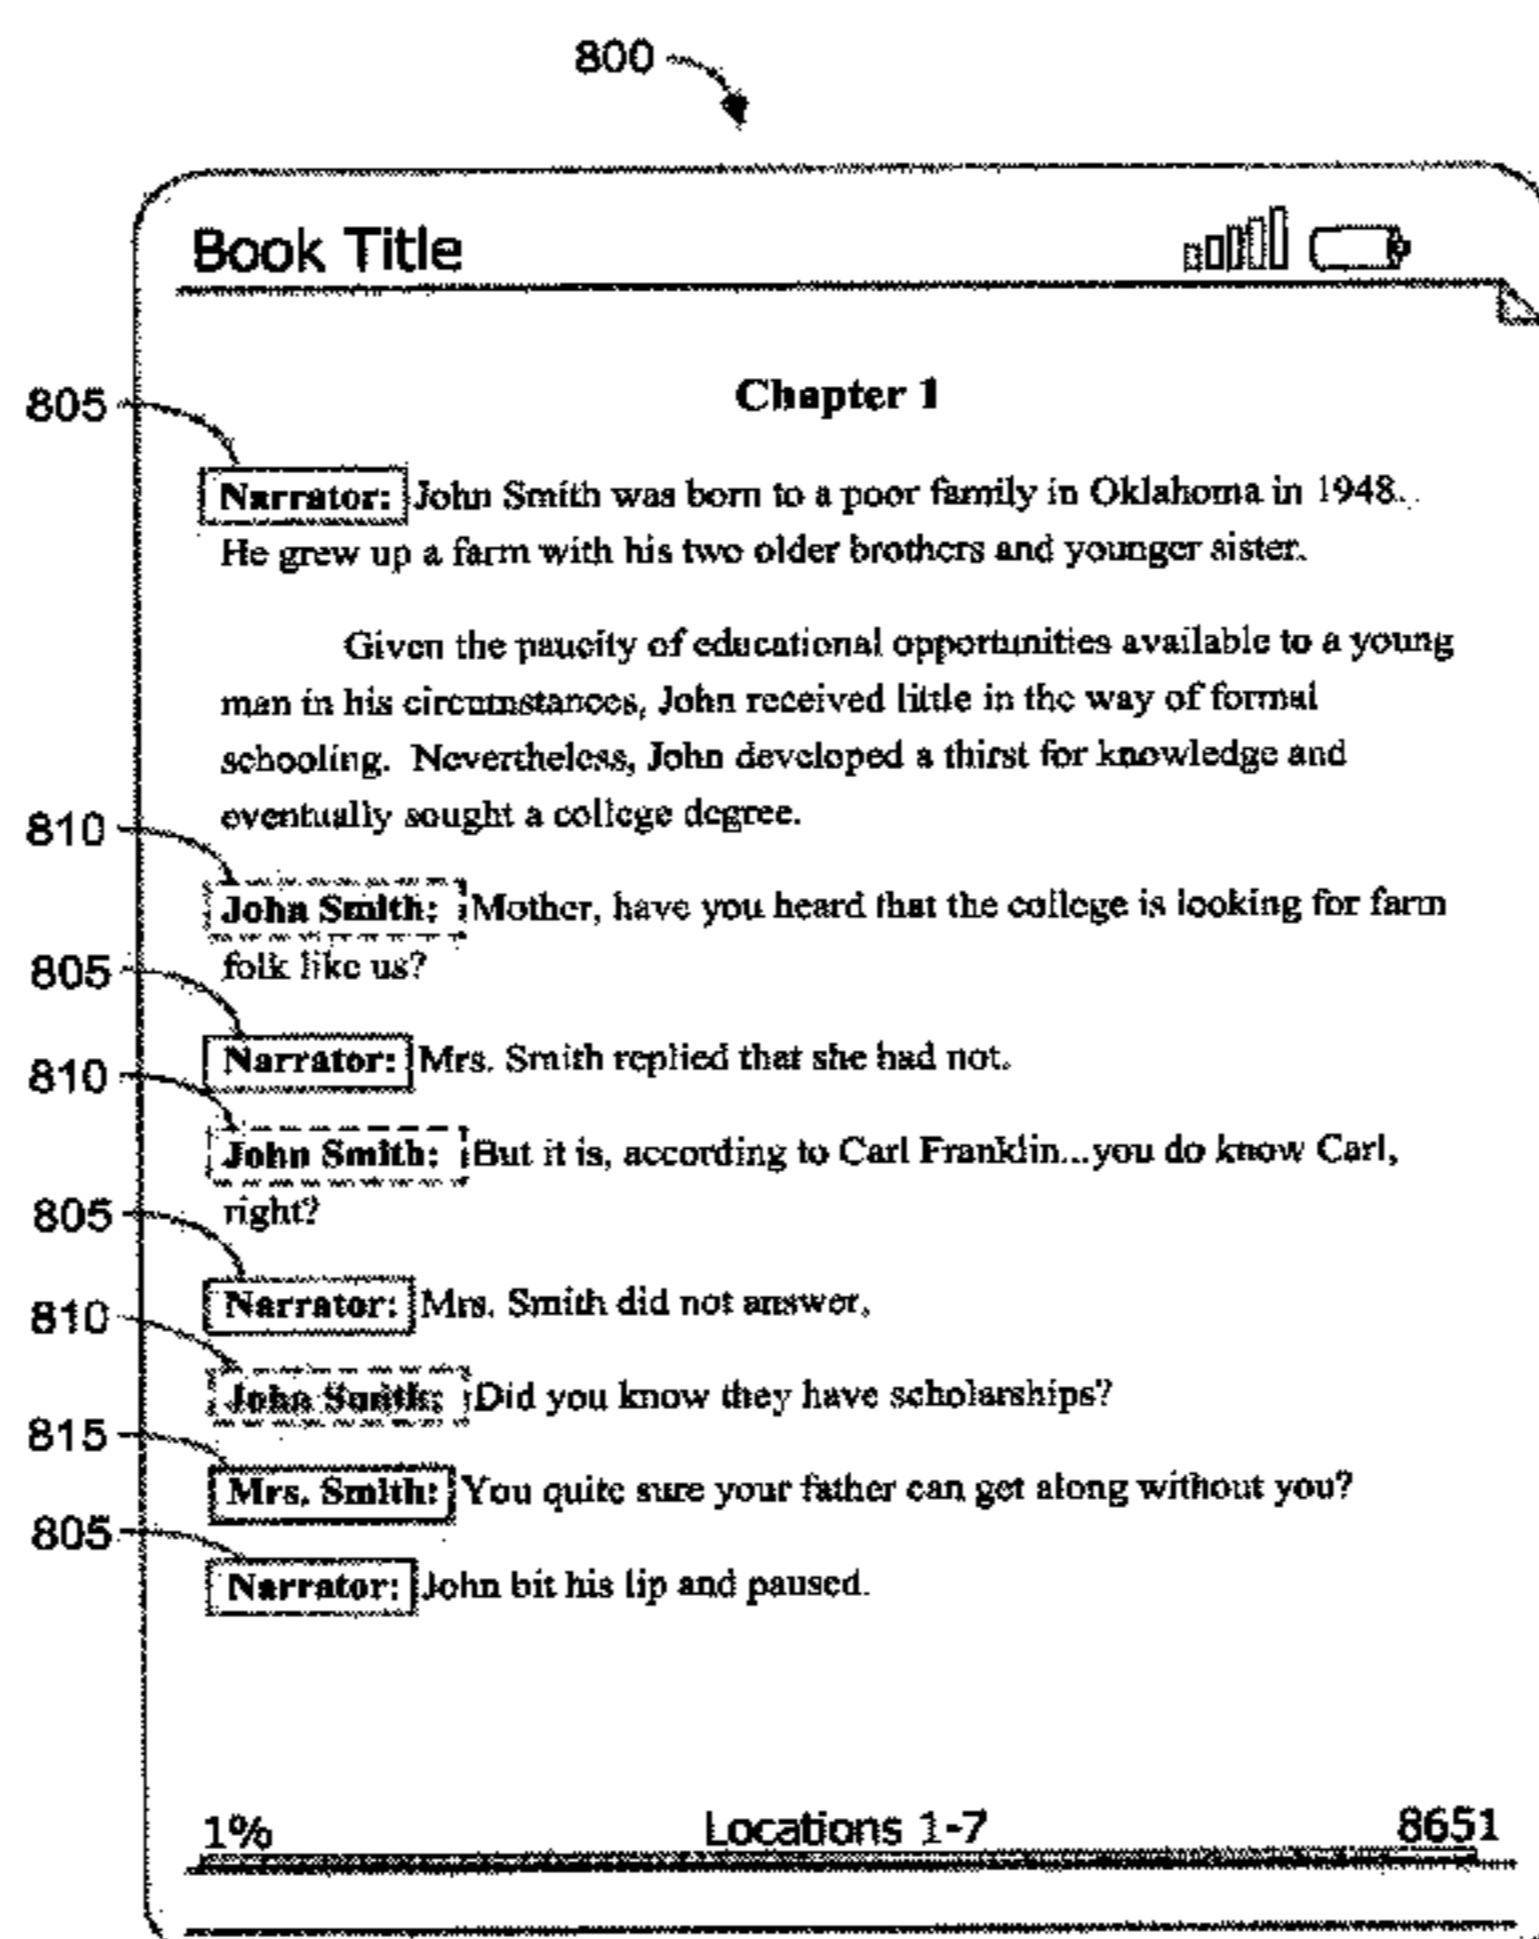 800
Book Title
Chapter 1
805
Narrator: John Smith was born to a poor family in Oklahoma in 1948.
He grew up a farm with his two older brothers and younger sister.
Given the paucity of educational opportunities available to a young
man in his circumstances, John received little in the way of formal
schooling. Nevertheless, John developed a thirst for knowledge and
eventually sought a college degree.
810
John Smith: Mother, have you heard that the college is looking for farm
folk like us?
805
Narrator: Mrs. Smith replied that she had not.
810
John Smith: But it is, according to Carl Franklin...you do know Carl,
right?
805
Narrator: Mrs. Smith did not answer.
810
John Smith: Did you know they have scholarships?
815
Mrs. Smith: You quite sure your father can get along without you?
805
Narrator: John bit his lip and paused.
1% Locations 1-7 8651